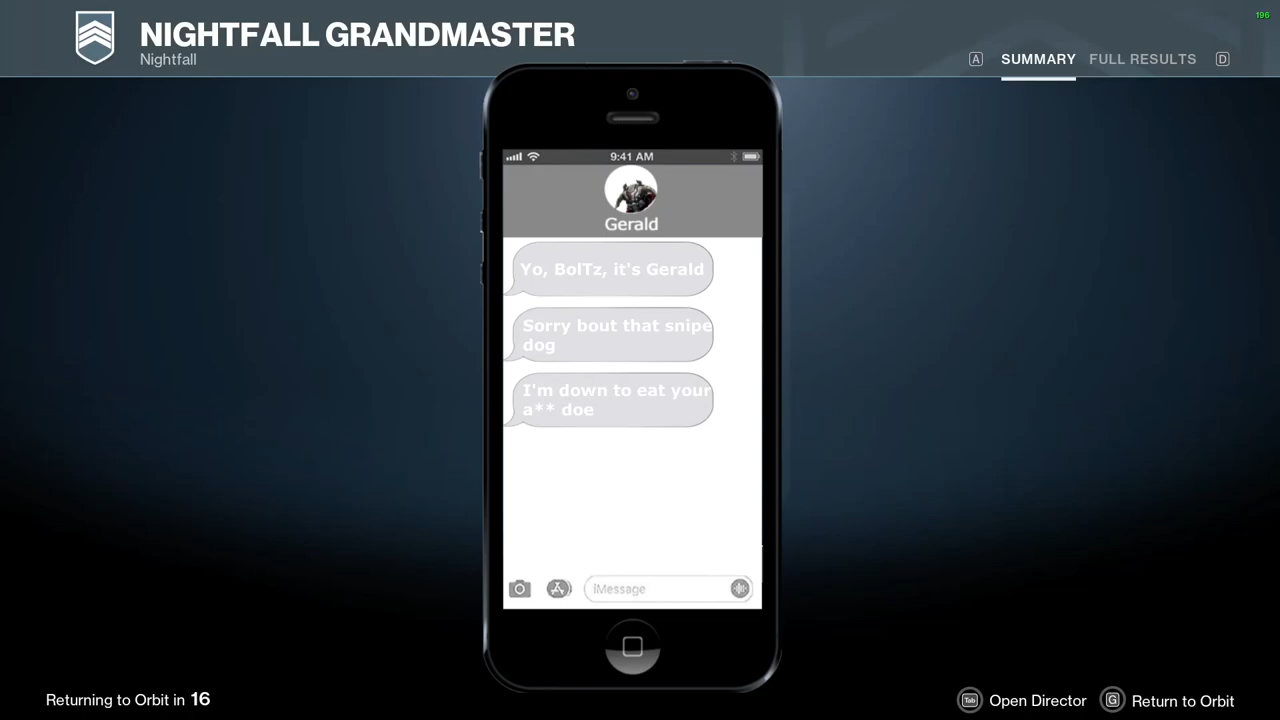 NIGHTFALL GRANDMASTER
Nightfall
196
A SUMMARY FULL RESULTS D
9:41 AM
Gerald
Yo, BolTz, it's Gerald
Sorry bout that snipe
dog
I'm down to eat your
a** doe
iMessage
Returning to Orbit in 16
Tab Open Director G Return to Orbit